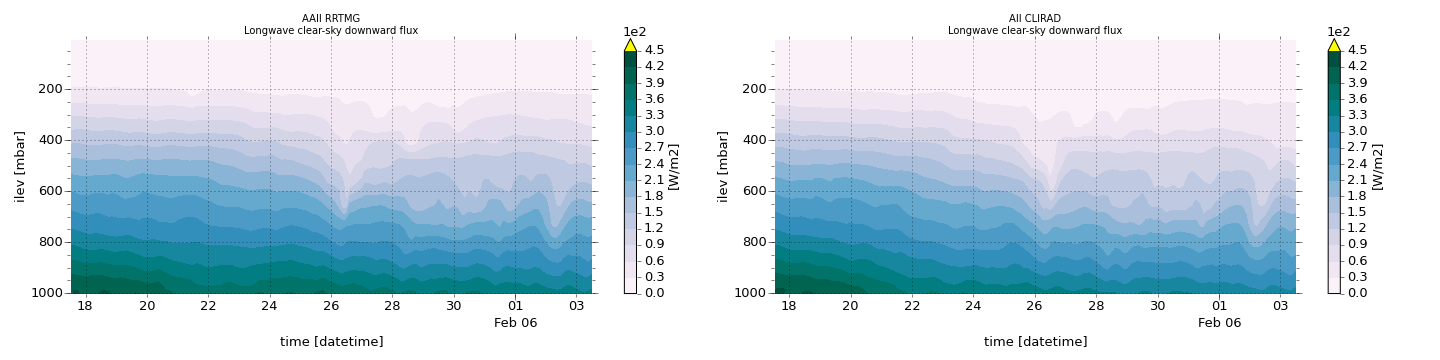 AAII RRTMG
Longwave clear-sky downward flux
1e2
4.5
4.2
3.9
3.6
3.3
3.0
2.7
2.4
2.1
1.8
1.5
1.2
0.9
0.6
0.3
0.0
[W/m2]
200
400
600
800
1000
ilev [mbar]
18 20 22 24 26 28 30 01 03
Feb 06
time [datetime]
AII CLIRAD
Longwave clear-sky downward flux
1e2
4.5
4.2
3.9
3.6
3.3
3.0
2.7
2.4
2.1
1.8
1.5
1.2
0.9
0.6
0.3
0.0
[W/m2]
200
400
600
800
1000
ilev [mbar]
18 20 22 24 26 28 30 01 03
Feb 06
time [datetime]